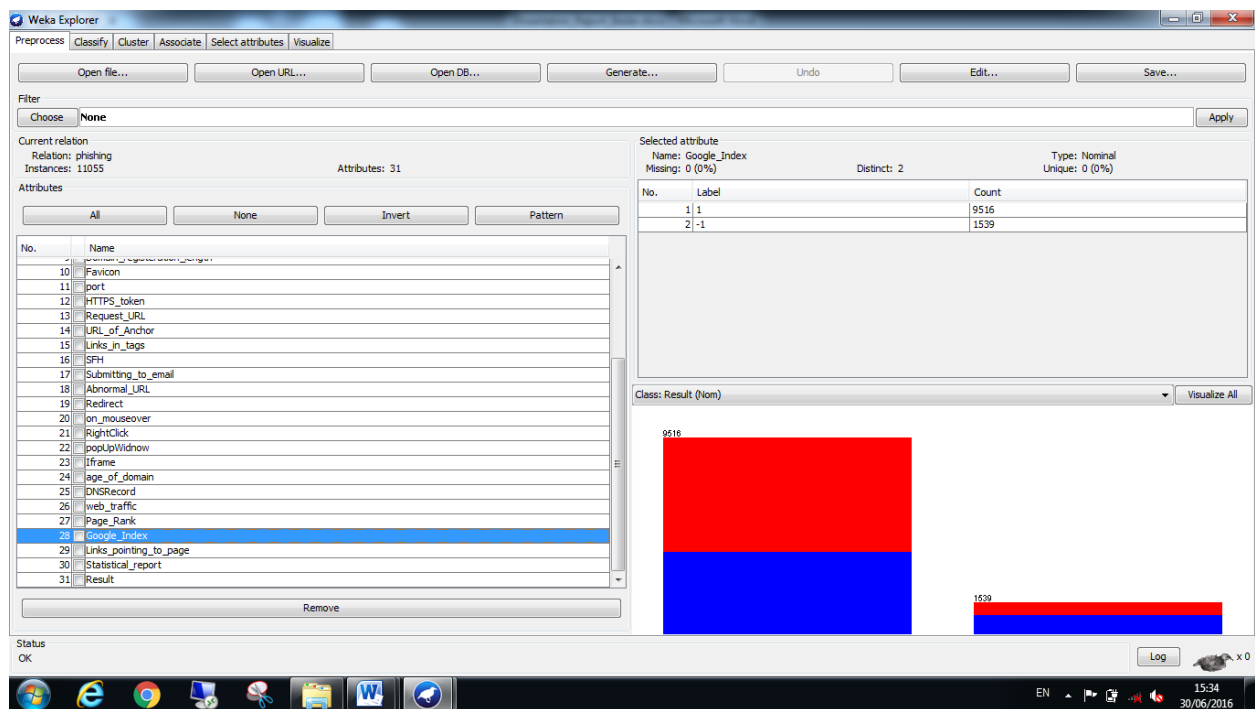 Weka Explorer
Preprocess Classify Cluster Associate Select attributes Visualize
Open file... Open URL... Open DB... Generate... Undo Edit... Save...
Filter
Choose None Apply
Current relation
Relation: phishing
Instances: 11055 Attributes: 31
Attributes
All None Invert Pattern
No. Name
10 Favicon
11 port
12 HTTPS_token
13 Request_URL
14 URL_of_Anchor
15 Links_in_tags
16 SFH
17 Submitting_to_email
18 Abnormal_URL
19 Redirect
20 on_mouseover
21 RightClick
22 popUpWidnow
23 Iframe
24 age_of_domain
25 DNSRecord
26 web_traffic
27 Page_Rank
28 Google_Index
29 Links_pointing_to_page
30 Statistical_report
31 Result
Remove
Selected attribute
Name: Google_Index Type: Nominal
Missing: 0 (0%) Distinct: 2 Unique: 0 (0%)
No. Label Count
1 1 9516
2 -1 1539
Class: Result (Nom) Visualize All
9516
1539
Status
OK
Log x 0
EN 15:34
30/06/2016